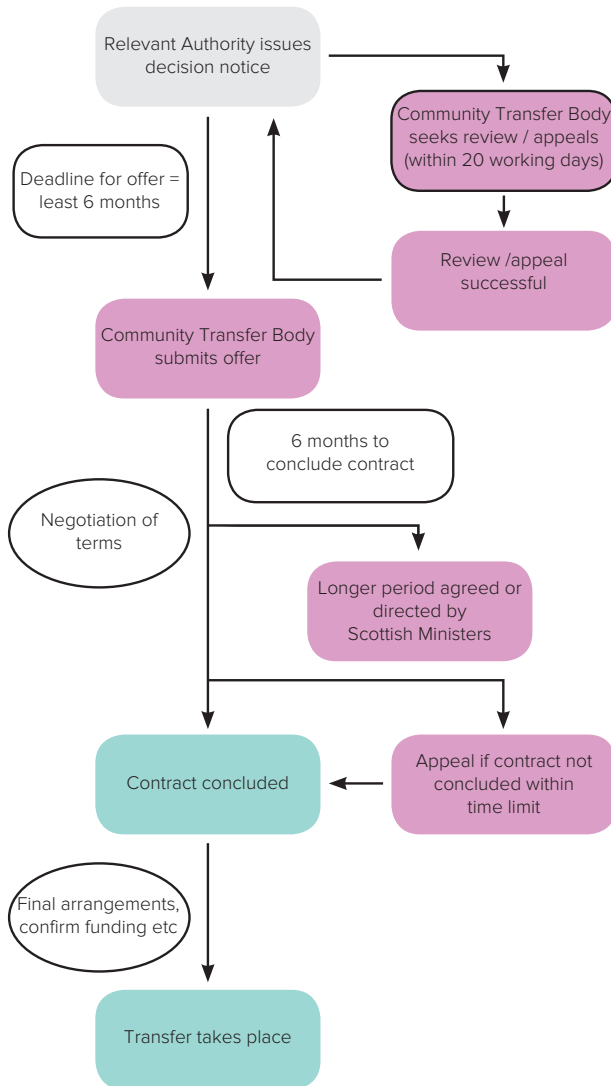 Relevant Authority issues
decision notice
Community Transfer Body
seeks review / appeals
(within 20 working days)
Deadline for offer =
least 6 months
Review /appeal
successful
Community Transfer Body
submits offer
6 months to
conclude contract
Negotiation of
terms
Longer period agreed or
directed by
Scottish Ministers
Contract concluded
Appeal if contract not
concluded within
time limit
Final arrangements,
confirm funding etc
Transfer takes place